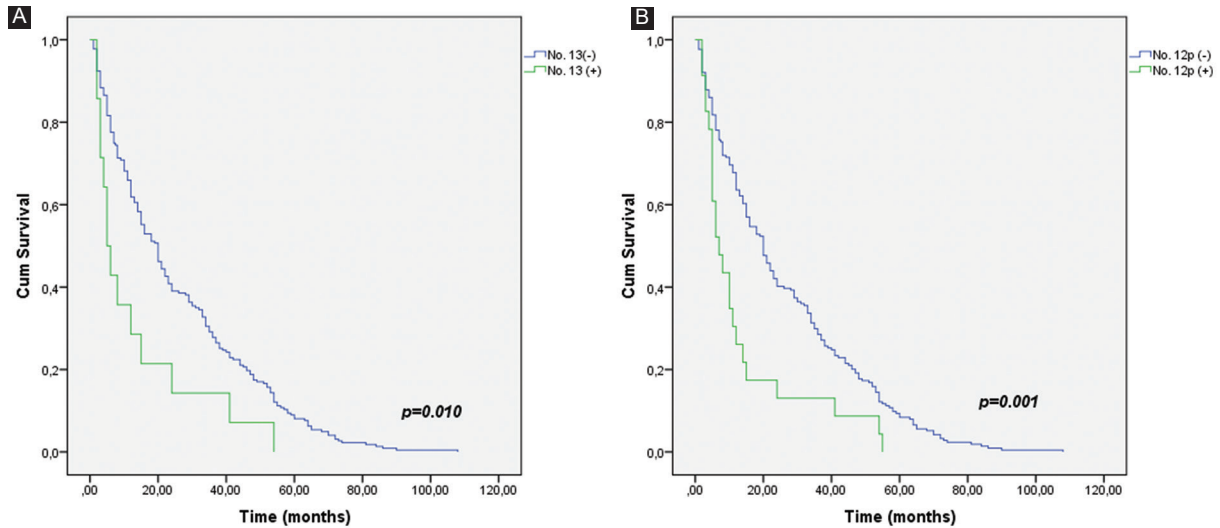 A
1,0
0,8
0,6
0,4
0,2
0,0
Cum Survival
,00 20,00 40,00 60,00 80,00 100,00 120,00
Time (months)
No. 13(-)
No. 13 (+)
p=0.010
B
1,0
0,8
0,6
0,4
0,2
0,0
Cum Survival
,00 20,00 40,00 60,00 80,00 100,00 120,00
Time (months)
No. 12p (-)
No. 12p (+)
p=0.001